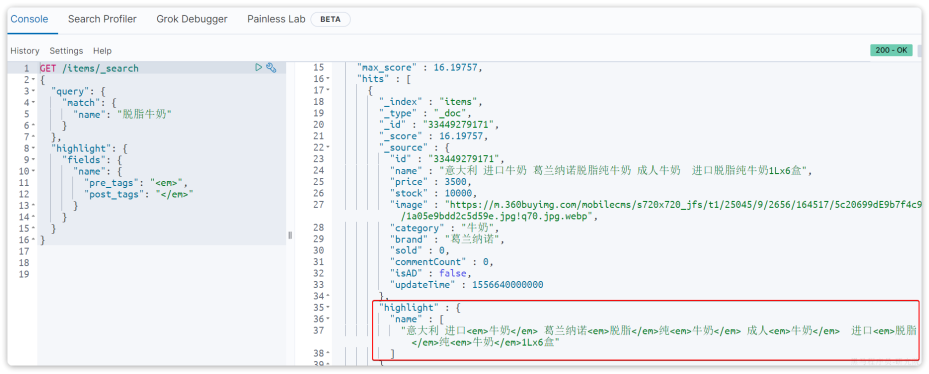 Console Search Profiler Grok Debugger Painless Lab BETA
History Settings Help
200 - OK
1 GET /items/_search
2 {
3 "query": {
4 "match": {
5 "name": "脱脂牛奶"
6 }
7 },
8 "highlight": {
9 "fields": {
10 "name": {
11 "pre_tags": "<em>",
12 "post_tags": "</em>"
13 }
14 }
15 }
16 }
17
18
19
15 "max_score" : 16.19757,
16 "hits" : [
17 {
18 "_index" : "items",
19 "_type" : "_doc",
20 "_id" : "33449279171",
21 "_score" : 16.19757,
22 "_source" : {
23 "id" : "33449279171",
24 "name" : "意大利 进口牛奶 葛兰纳诺脱脂纯牛奶 成人牛奶  进口脱脂纯牛奶1Lx6盒",
25 "price" : 3500,
26 "stock" : 10000,
27 "image" : "https://m.360buyimg.com/mobilecms/s720x720_jfs/t1/25045/9/2656/164517/5c20699dE9b7f4c9
/1a05e9bdd2c5d59e.jpg!q70.jpg.webp",
28 "category" : "牛奶",
29 "brand" : "葛兰纳诺",
30 "sold" : 0,
31 "commentCount" : 0,
32 "isAD" : false,
33 "updateTime" : 1556640000000
34 },
35 "highlight" : {
36 "name" : [
37 "意大利 进口<em>牛奶</em> 葛兰纳诺<em>脱脂</em>纯<em>牛奶</em> 成人<em>牛奶</em>  进口<em>脱脂
</em>纯<em>牛奶</em>1Lx6盒"
38 ]
39 }